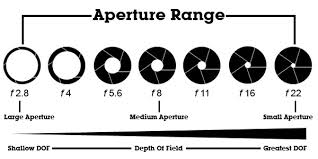 Aperture Range
f 2.8 f 4 f 5.6 f 8 f 11 f 16 f 22
Large Aperture Medium Aperture Small Aperture
Shallow DOF Depth Of Field Greatest DOF